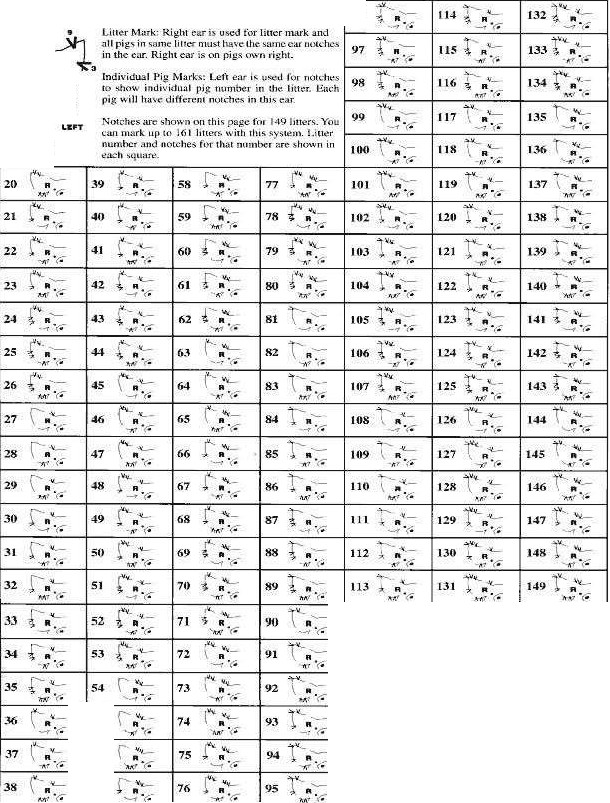 9
3
LEFT
Litter Mark: Right ear is used for litter mark and
all pigs in same litter must have the same ear notches
in the ear. Right ear is on pigs own right.
Individual Pig Marks: Left ear is used for notches
to show individual pig number in the litter. Each
pig will have different notches in this ear.
Notches are shown on this page for 149 litters. You
can mark up to 161 litters with this system. Litter
number and notches for that number are shown in
each square.
R 114 R 132 R
97 R 115 R 133 R
98 R 116 R 134 R
99 R 117 R 135 R
100 R 118 R 136 R
20 R 39 R 58 R 77 R 101 R 119 R 137 R
21 R 40 R 59 R 78 R 102 R 120 R 138 R
22 R 41 R 60 R 79 R 103 R 121 R 139 R
23 R 42 R 61 R 80 R 104 R 122 R 140 R
24 R 43 R 62 R 81 R 105 R 123 R 141 R
25 R 44 R 63 R 82 R 106 R 124 R 142 R
26 R 45 R 64 R 83 R 107 R 125 R 143 R
27 R 46 R 65 R 84 R 108 R 126 R 144 R
28 R 47 R 66 R 85 R 109 R 127 R 145 R
29 R 48 R 67 R 86 R 110 R 128 R 146 R
30 R 49 R 68 R 87 R 111 R 129 R 147 R
31 R 50 R 69 R 88 R 112 R 130 R 148 R
32 R 51 R 70 R 89 R 113 R 131 R 149 R
33 R 52 R 71 R 90 R
34 R 53 R 72 R 91 R
35 R 54 R 73 R 92 R
36 R R 74 R 93 R
37 R R 75 R 94 R
38 R R 76 R 95 R